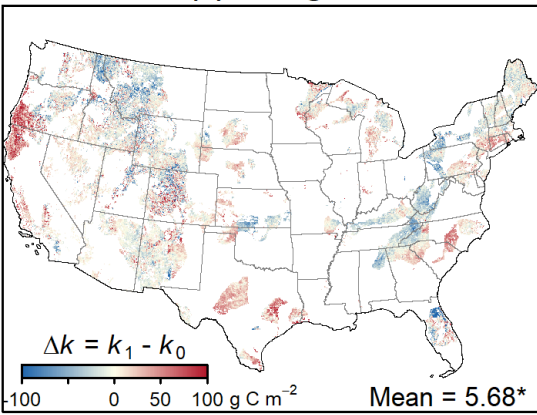 Δk = k₁ - k₀
-100 0 50 100 g C m⁻²
Mean = 5.68*